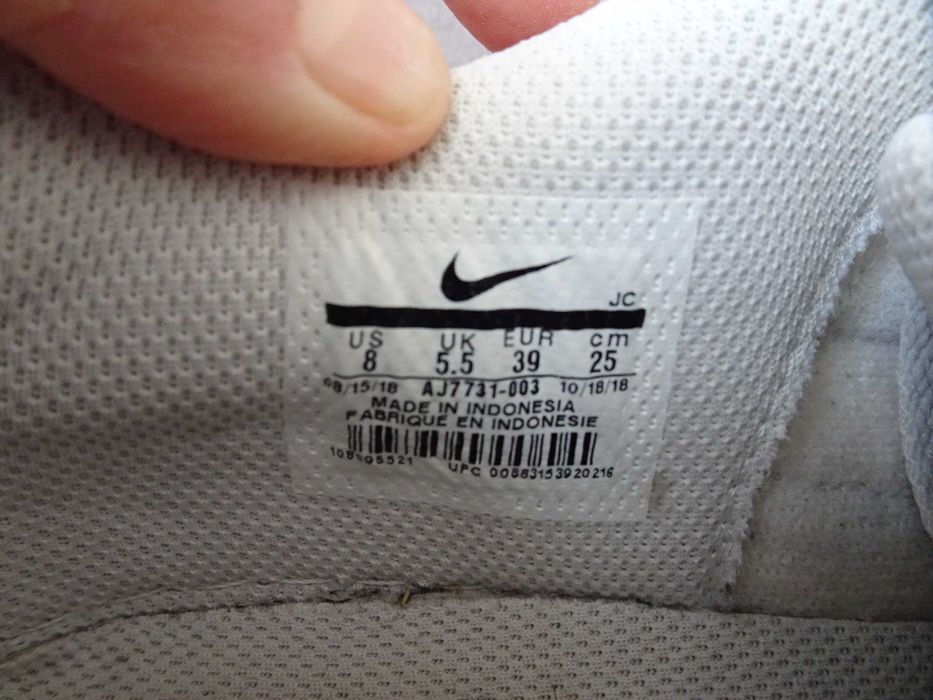 JC
US UK EUR cm
8 5.5 39 25
08/15/18 AJ7731-003 10/18/18
MADE IN INDONESIA
FABRIQUE EN INDONESIE
UPC 00883153920216